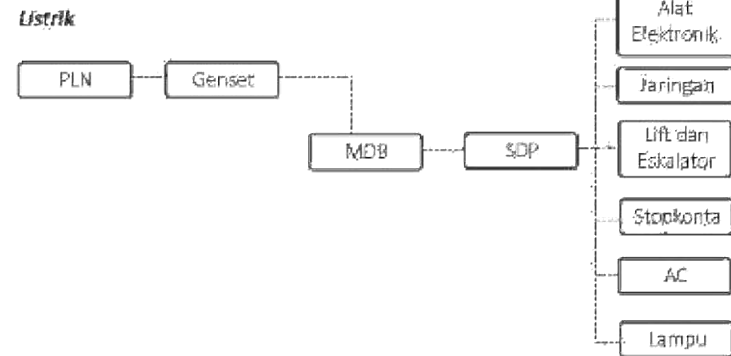 Listrik
PLN
Genset
MDB
SDP
Alat
Elektronik
Jaringan
Lift dan
Eskalator
Stopkonta
AC
Lampu